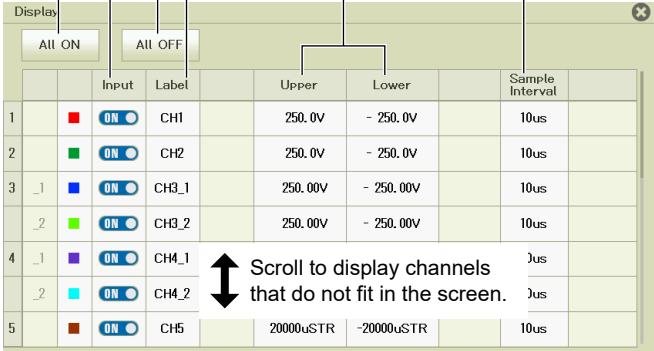 Display
All ON All OFF
Input Label Upper Lower Sample Interval
1 ON CH1 250.0V - 250.0V 10us
2 ON CH2 250.0V - 250.0V 10us
3 _1 ON CH3_1 250.00V - 250.00V 10us
_2 ON CH3_2 250.00V - 250.00V 10us
4 _1 ON CH4_1 0us
_2 ON CH4_2 0us
Scroll to display channels
that do not fit in the screen.
5 ON CH5 20000uSTR -20000uSTR 10us